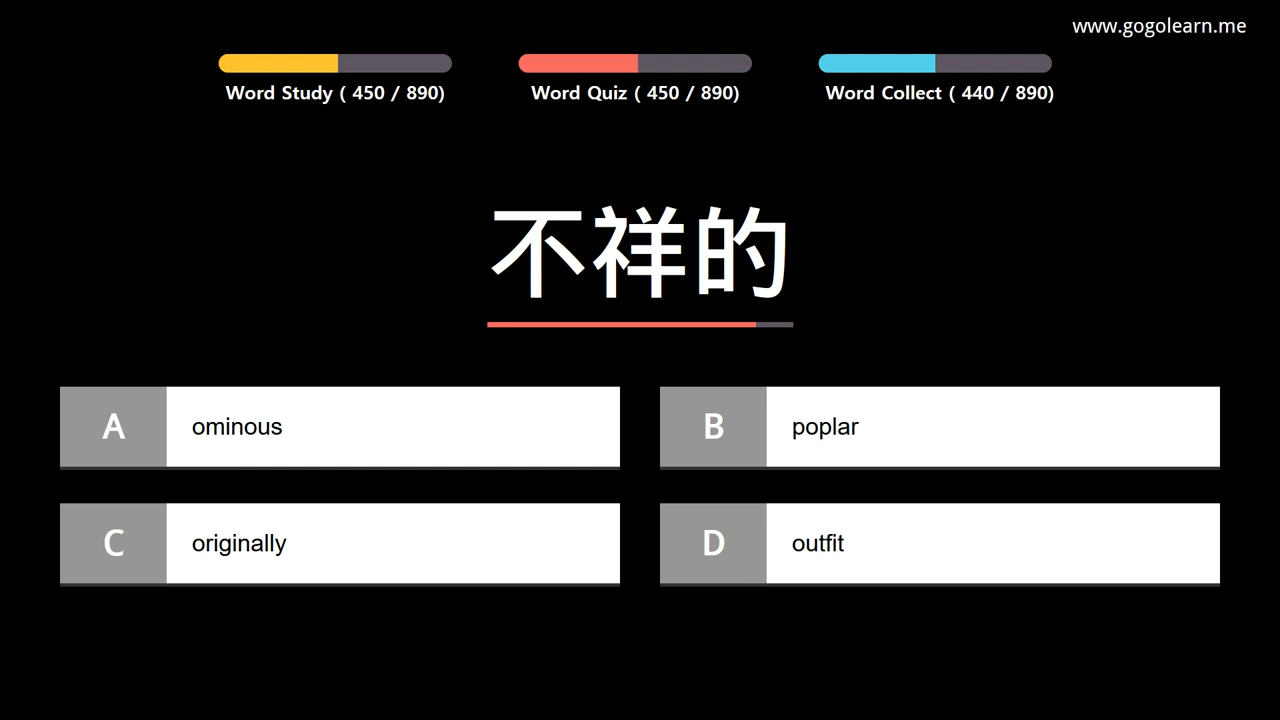 www.gogolearn.me
Word Study ( 450 / 890)
Word Quiz ( 450 / 890)
Word Collect ( 440 / 890)
不祥的
A ominous
B poplar
C originally
D outfit